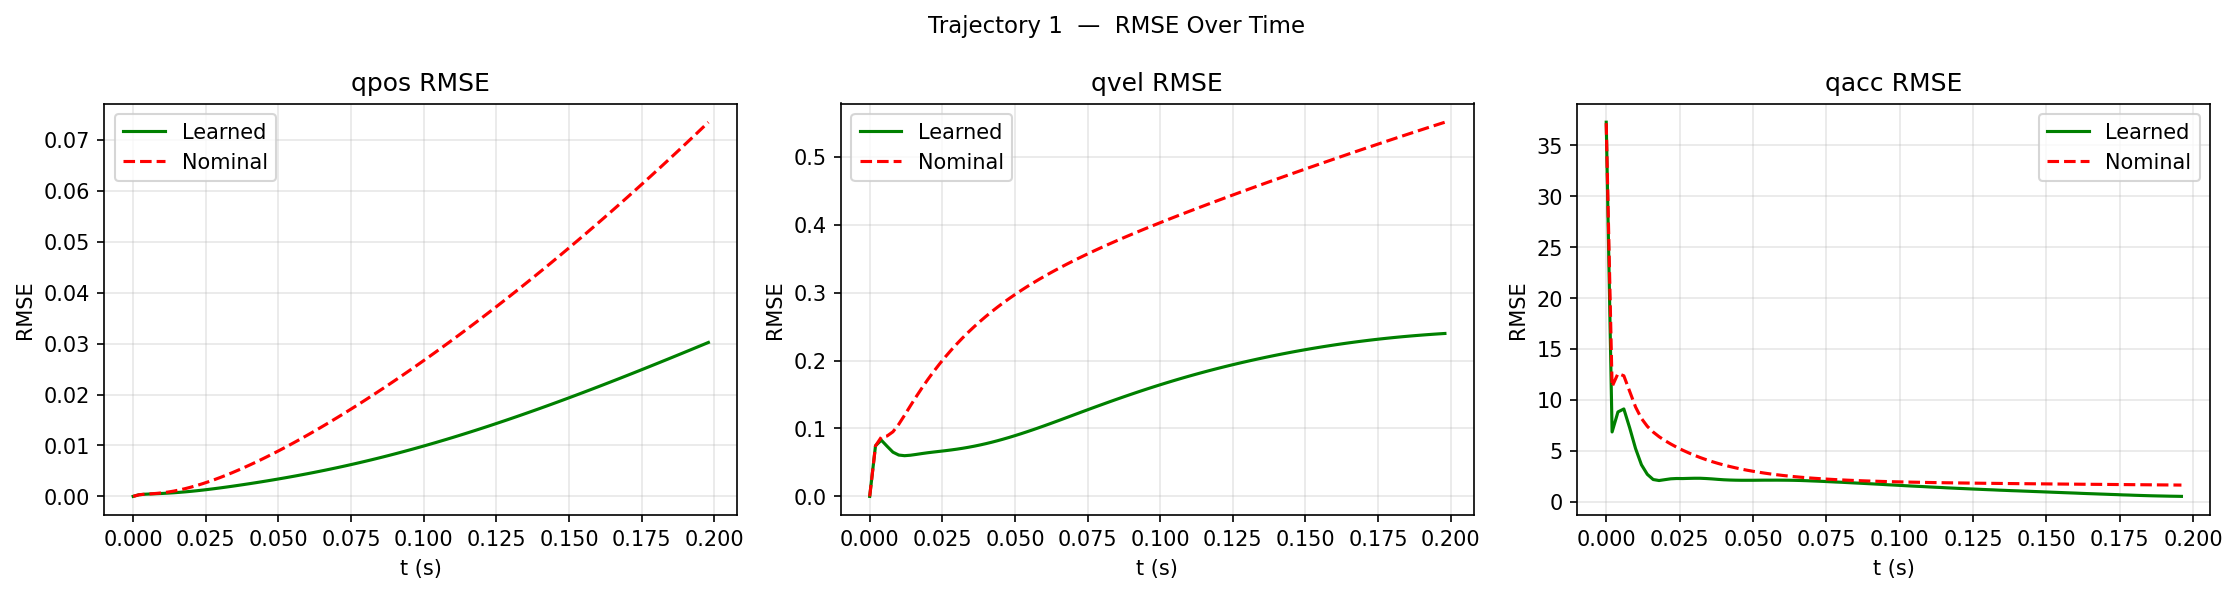 Trajectory 1 — RMSE Over Time
qpos RMSE
RMSE
0.07
0.06
0.05
0.04
0.03
0.02
0.01
0.00
Learned
Nominal
0.000 0.025 0.050 0.075 0.100 0.125 0.150 0.175 0.200
t (s)
qvel RMSE
RMSE
0.5
0.4
0.3
0.2
0.1
0.0
Learned
Nominal
0.000 0.025 0.050 0.075 0.100 0.125 0.150 0.175 0.200
t (s)
qacc RMSE
RMSE
35
30
25
20
15
10
5
0
Learned
Nominal
0.000 0.025 0.050 0.075 0.100 0.125 0.150 0.175 0.200
t (s)